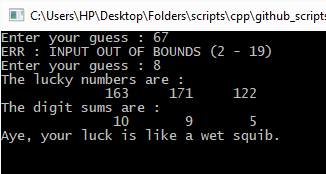 C:\Users\HP\Desktop\Folders\scripts\cpp\github_scripts
Enter your guess : 67
ERR : INPUT OUT OF BOUNDS (2 - 19)
Enter your guess : 8
The lucky numbers are :
163 171 122
The digit sums are :
10 9 5
Aye, your luck is like a wet squib.